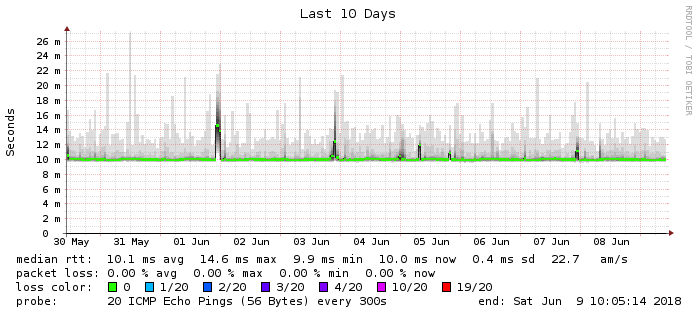 Last 10 Days
RRDTOOL / TOBI OETIKER
Seconds
26 m
24 m
22 m
20 m
18 m
16 m
14 m
12 m
10 m
8 m
6 m
4 m
2 m
0
30 May 31 May 01 Jun 02 Jun 03 Jun 04 Jun 05 Jun 06 Jun 07 Jun 08 Jun
median rtt: 10.1 ms avg 14.6 ms max 9.9 ms min 10.0 ms now 0.4 ms sd 22.7 am/s
packet loss: 0.00 % avg 0.00 % max 0.00 % min 0.00 % now
loss color: 0 1/20 2/20 3/20 4/20 10/20 19/20
probe: 20 ICMP Echo Pings (56 Bytes) every 300s end: Sat Jun 9 10:05:14 2018